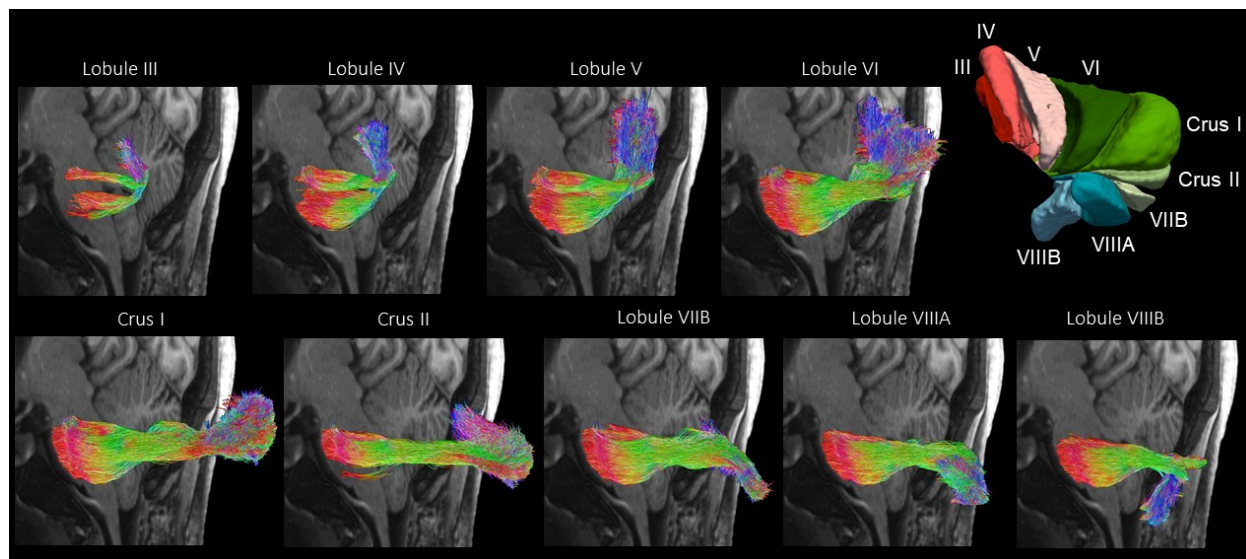 Lobule III
Lobule IV
Lobule V
Lobule VI
IV
V
III
VI
Crus I
Crus II
VIIB
VIIIA
VIIIB
Crus I
Crus II
Lobule VIIB
Lobule VIIIA
Lobule VIIIB